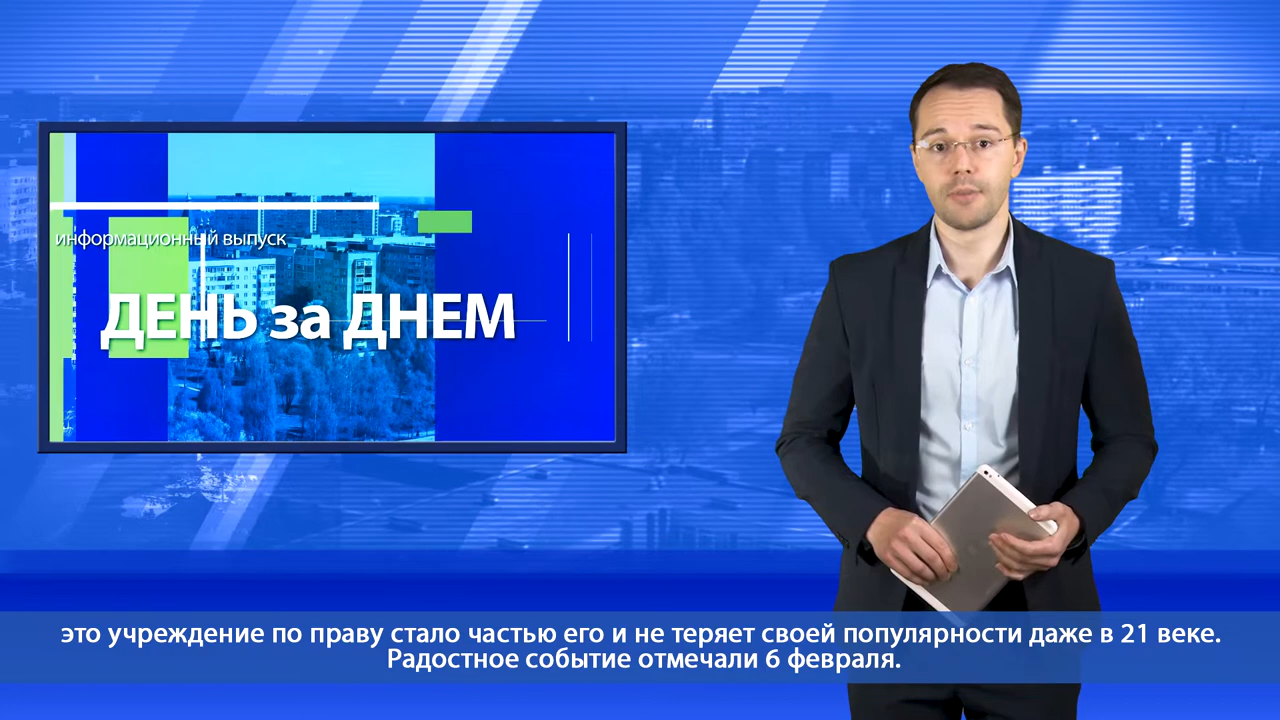 информационный выпуск
ДЕНЬ за ДНЕМ
это учреждение по праву стало частью его и не теряет своей популярности даже в 21 веке.
Радостное событие отмечали 6 февраля.